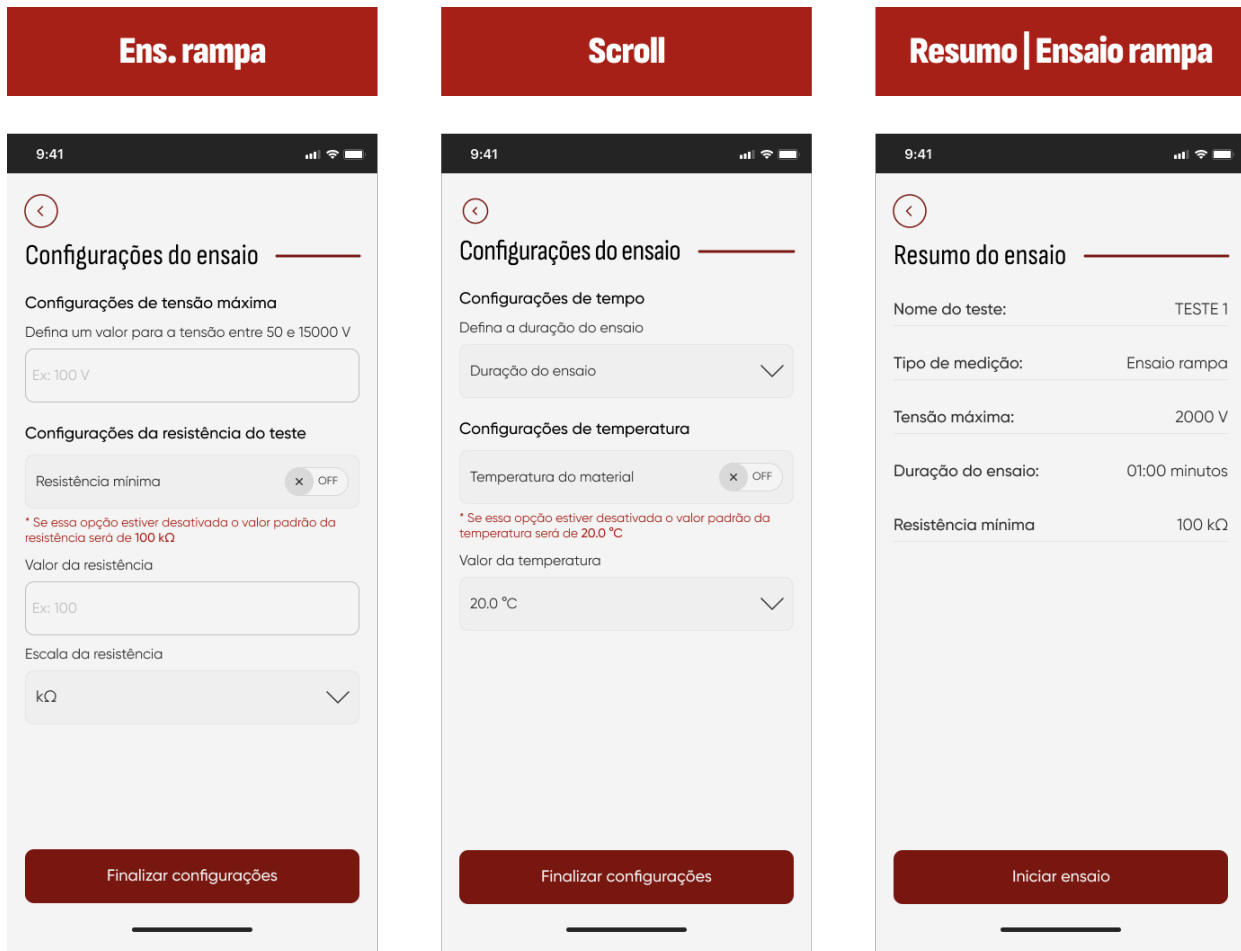 Ens. rampa
9:41
Configurações do ensaio
Configurações de tensão máxima
Defina um valor para a tensão entre 50 e 15000 V
Ex: 100 V
Configurações da resistência do teste
Resistência mínima
OFF
* Se essa opção estiver desativada o valor padrão da
resistência será de 100 kΩ
Valor da resistência
Ex: 100
Escala da resistência
kΩ
Finalizar configurações
Scroll
9:41
Configurações do ensaio
Configurações de tempo
Defina a duração do ensaio
Duração do ensaio
Configurações de temperatura
Temperatura do material
OFF
* Se essa opção estiver desativada o valor padrão da
temperatura será de 20.0 °C
Valor da temperatura
20.0 °C
Finalizar configurações
Resumo | Ensaio rampa
9:41
Resumo do ensaio
Nome do teste: TESTE 1
Tipo de medição: Ensaio rampa
Tensão máxima: 2000 V
Duração do ensaio: 01:00 minutos
Resistência mínima 100 kΩ
Iniciar ensaio